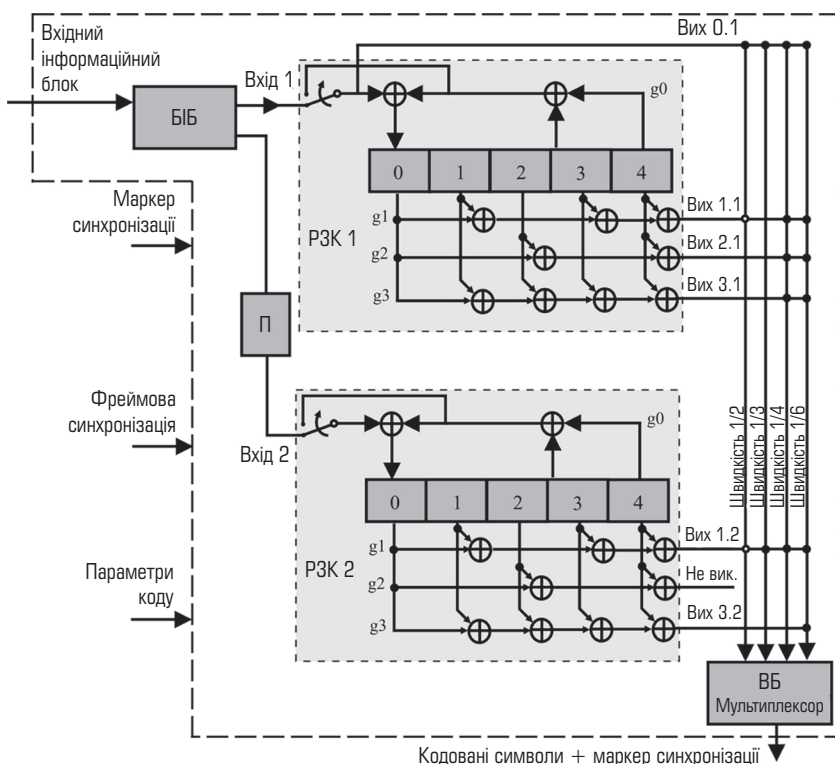 Вхідний
інформаційний
блок
Вхід 1
Вих 0.1
БІБ
g0
0 1 2 3 4
Маркер
синхронізації
РЗК 1
g1
Вих 1.1
g2
Вих 2.1
g3
Вих 3.1
П
Фреймова
синхронізація
Вхід 2
g0
Швидкість 1/2
Швидкість 1/3
Швидкість 1/4
Швидкість 1/6
0 1 2 3 4
Параметри
коду
РЗК 2
g1
Вих 1.2
g2
Не вик.
g3
Вих 3.2
ВБ
Мультиплексор
Кодовані символи + маркер синхронізації